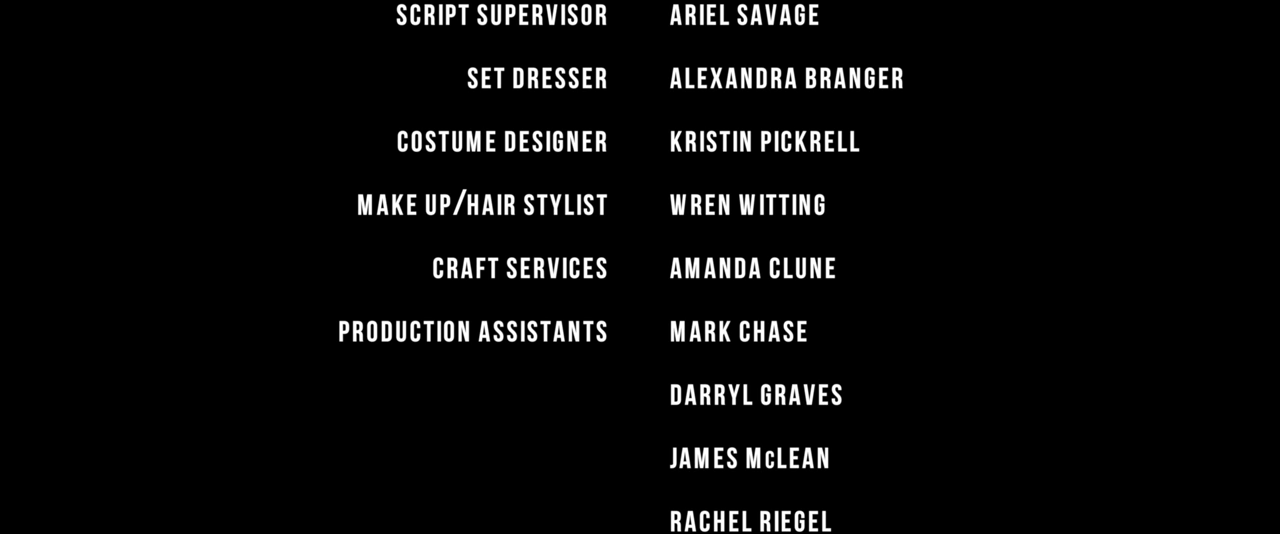 SCRIPT SUPERVISOR ARIEL SAVAGE
SET DRESSER ALEXANDRA BRANGER
COSTUME DESIGNER KRISTIN PICKRELL
MAKE UP/HAIR STYLIST WREN WITTING
CRAFT SERVICES AMANDA CLUNE
PRODUCTION ASSISTANTS MARK CHASE
DARRYL GRAVES
JAMES McLEAN
RACHEL RIEGEL